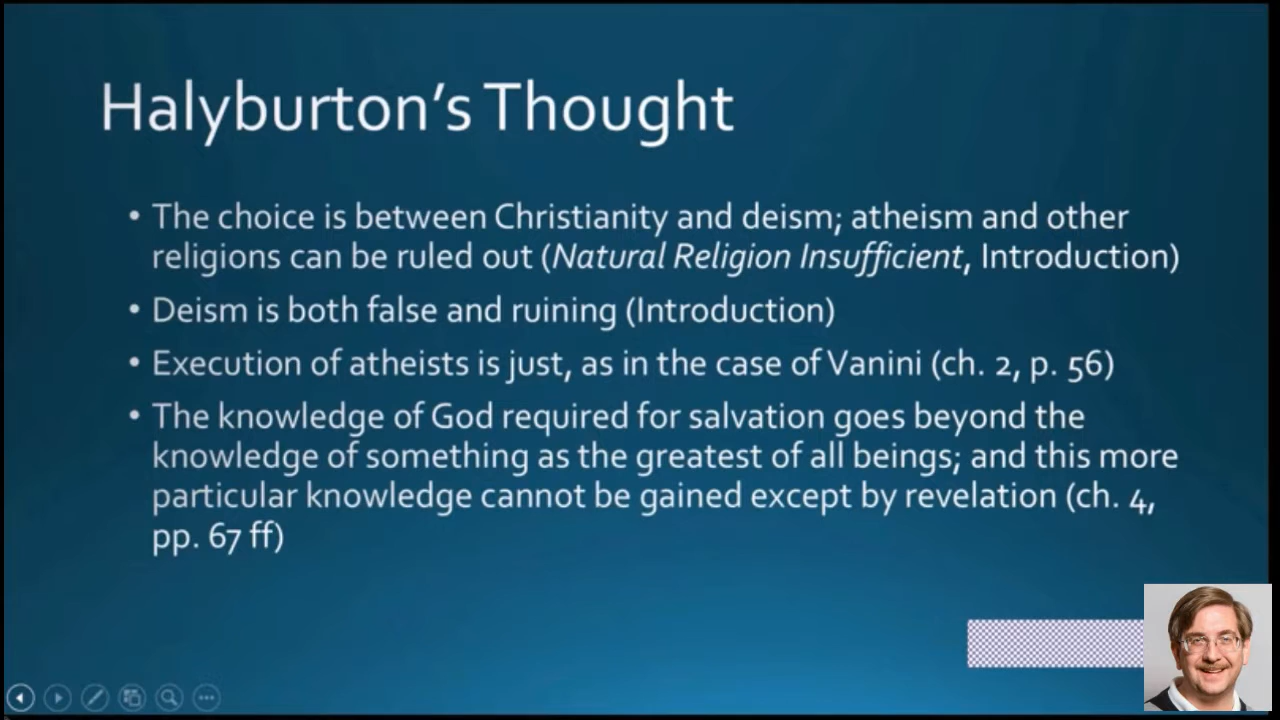 Halyburton's Thought
• The choice is between Christianity and deism; atheism and other
religions can be ruled out (Natural Religion Insufficient, Introduction)
• Deism is both false and ruining (Introduction)
• Execution of atheists is just, as in the case of Vanini (ch. 2, p. 56)
• The knowledge of God required for salvation goes beyond the
knowledge of something as the greatest of all beings; and this more
particular knowledge cannot be gained except by revelation (ch. 4,
pp. 67 ff)